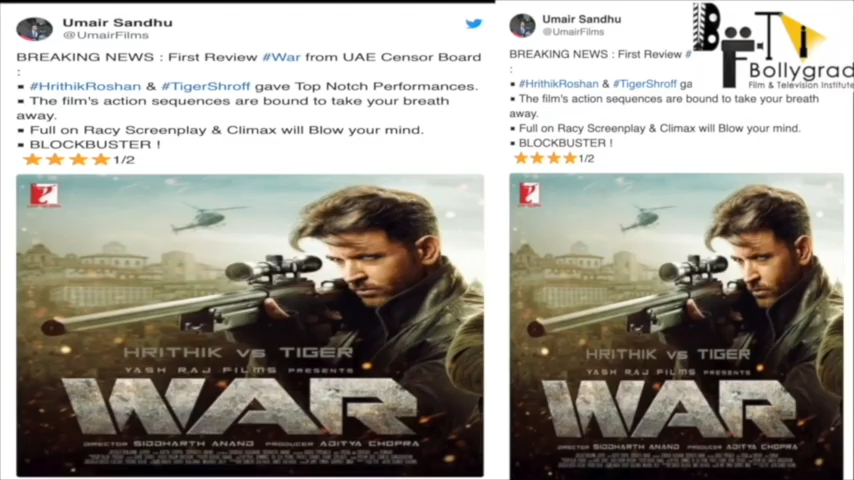 Umair Sandhu
@UmairFilms
BREAKING NEWS : First Review #War from UAE Censor Board
:
▪ #HrithikRoshan & #TigerShroff gave Top Notch Performances.
▪ The film's action sequences are bound to take your breath
away.
▪ Full on Racy Screenplay & Climax will Blow your mind.
▪ BLOCKBUSTER !
⭐⭐⭐⭐1/2
HRITHIK vs TIGER
YASH RAJ FILMS PRESENTS
WAR
DIRECTOR SIDDHARTH ANAND PRODUCER ADITYA CHOPRA
Umair Sandhu
@UmairFilms
BREAKING NEWS : First Review #
:
▪ #HrithikRoshan & #TigerShroff ga
▪ The film's action sequences are bound to take your breath
away.
▪ Full on Racy Screenplay & Climax will Blow your mind.
▪ BLOCKBUSTER !
⭐⭐⭐⭐1/2
HRITHIK vs TIGER
YASH RAJ FILMS PRESENTS
WAR
DIRECTOR SIDDHARTH ANAND PRODUCER ADITYA CHOPRA
BFTI
Bollygrad
Film & Television Institute